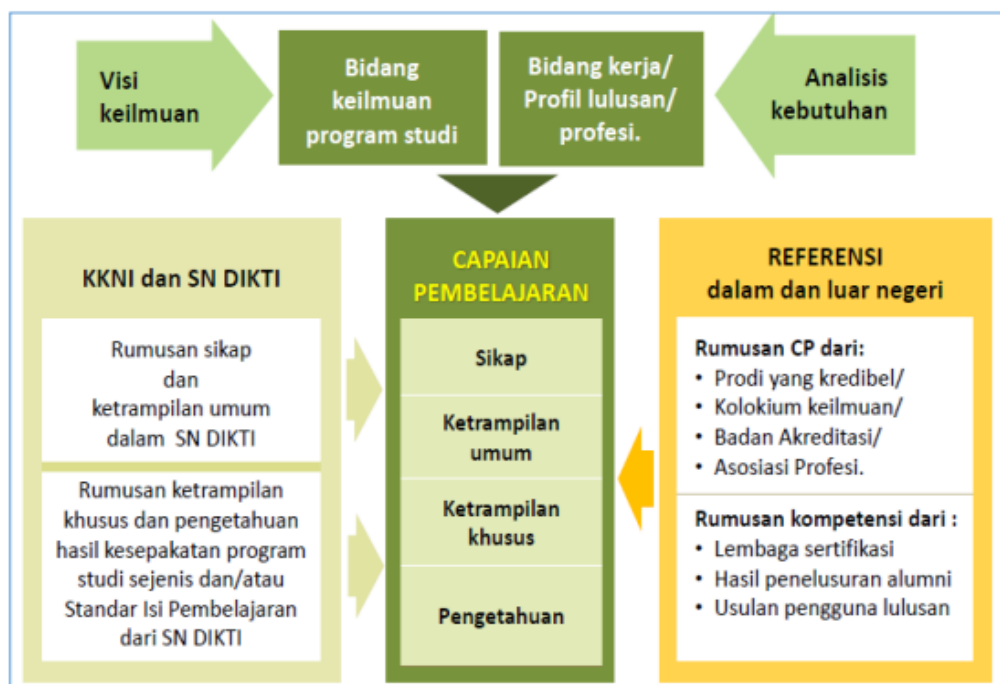 Visi
keilmuan
Bidang
keilmuan
program studi
Bidang kerja/
Profil lulusan/
profesi.
Analisis
kebutuhan
KKNI dan SN DIKTI
Rumusan sikap
dan
ketrampilan umum
dalam SN DIKTI
Rumusan ketrampilan
khusus dan pengetahuan
hasil kesepakatan program
studi sejenis dan/atau
Standar Isi Pembelajaran
dari SN DIKTI
CAPAIAN
PEMBELAJARAN
Sikap
Ketrampilan
umum
Ketrampilan
khusus
Pengetahuan
REFERENSI
dalam dan luar negeri
Rumusan CP dari:
• Prodi yang kredibel/
• Kolokium keilmuan/
• Badan Akreditasi/
• Asosiasi Profesi.
Rumusan kompetensi dari :
• Lembaga sertifikasi
• Hasil penelusuran alumni
• Usulan pengguna lulusan